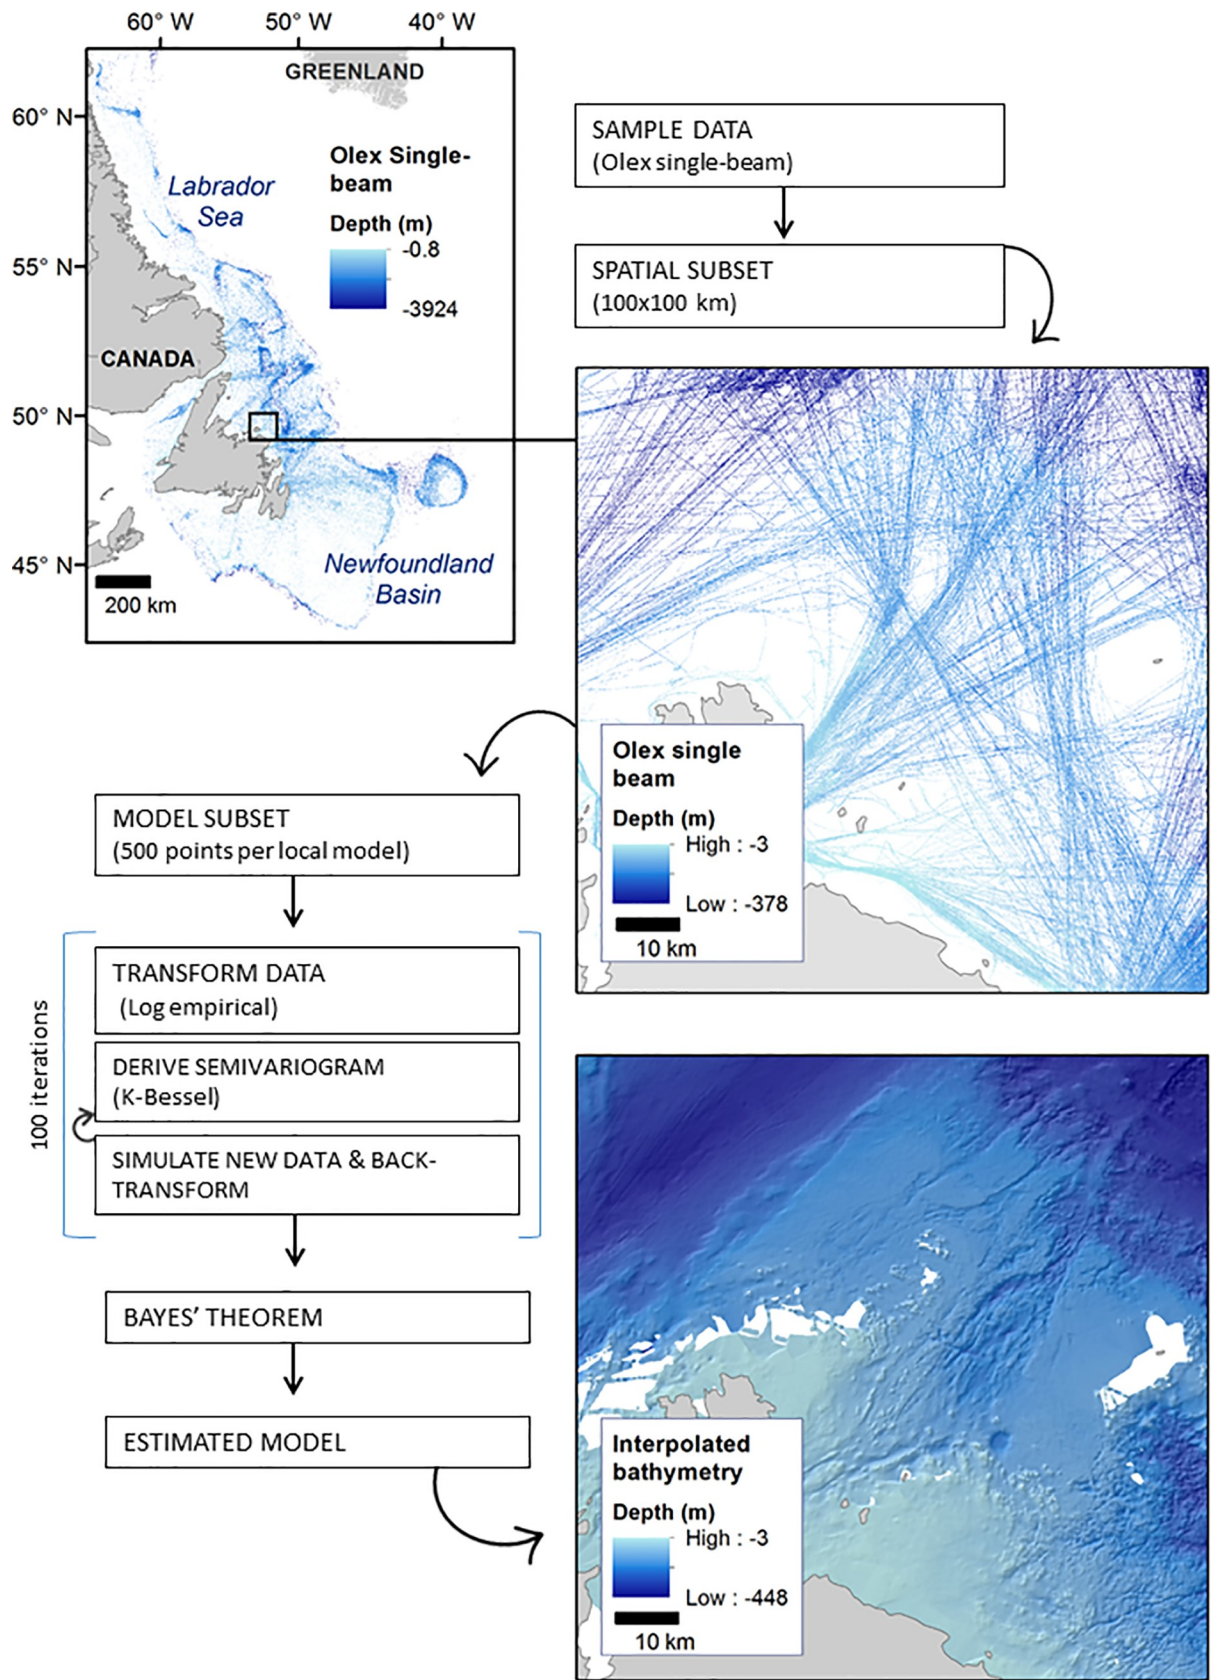 60° W
50° W
40° W
60° N
55° N
50° N
45° N
GREENLAND
Olex Single-
beam
Depth (m)
-0.8
-3924
Labrador
Sea
CANADA
Newfoundland
Basin
200 km
SAMPLE DATA
(Olex single-beam)
SPATIAL SUBSET
(100x100 km)
Olex single
beam
Depth (m)
High : -3
Low : -378
10 km
MODEL SUBSET
(500 points per local model)
100 iterations
TRANSFORM DATA
(Log empirical)
DERIVE SEMIVARIOGRAM
(K-Bessel)
SIMULATE NEW DATA & BACK-
TRANSFORM
BAYES’ THEOREM
ESTIMATED MODEL
Interpolated
bathymetry
Depth (m)
High : -3
Low : -448
10 km